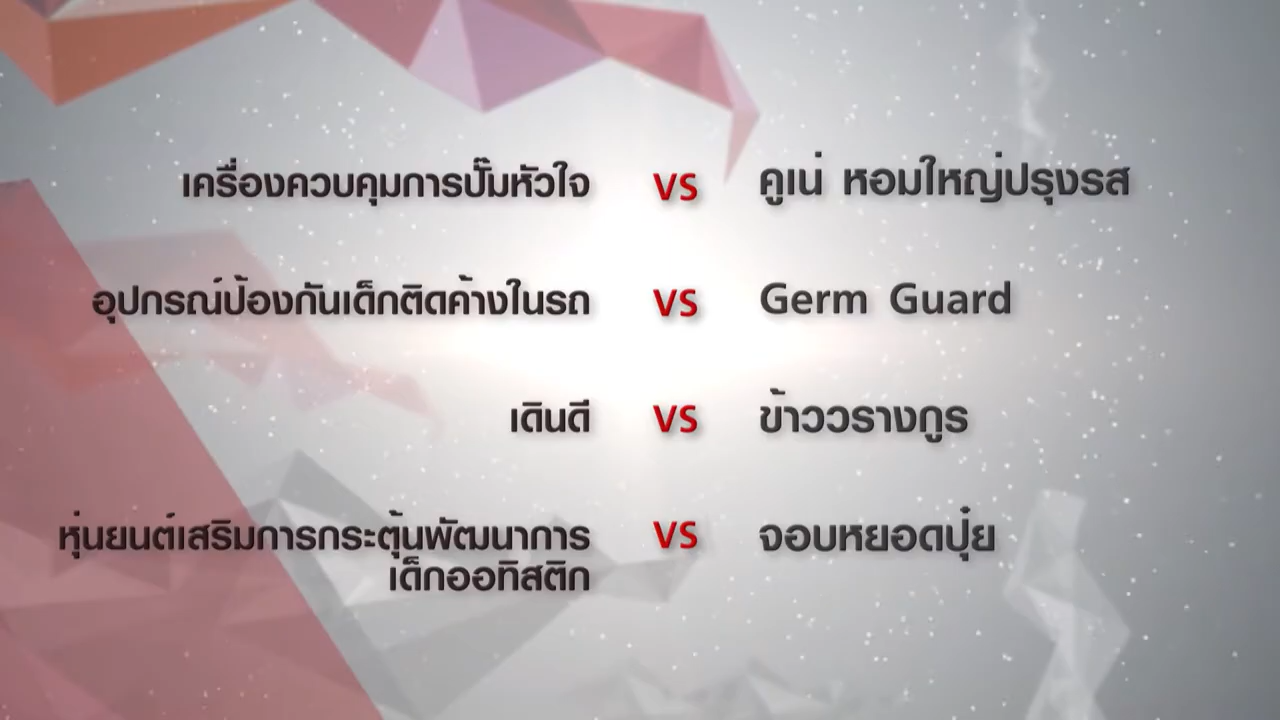 เครื่องควบคุมการปั๊มหัวใจ VS คูเน่ หอมใหญ่ปรุงรส
อุปกรณ์ป้องกันเด็กติดค้างในรถ VS Germ Guard
เดินดี VS ข้าววรางกูร
หุ่นยนต์เสริมการกระตุ้นพัฒนาการ VS จอบหยอดปุ๋ย
เด็กออทิสติก